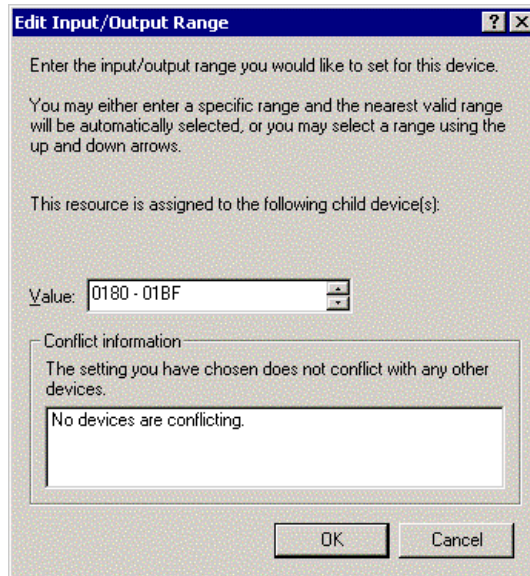 Edit Input/Output Range
Enter the input/output range you would like to set for this device.
You may either enter a specific range and the nearest valid range
will be automatically selected, or you may select a range using the
up and down arrows.
This resource is assigned to the following child device(s):
Value: 0180 - 01BF
Conflict information
The setting you have chosen does not conflict with any other
devices.
No devices are conflicting.
OK Cancel